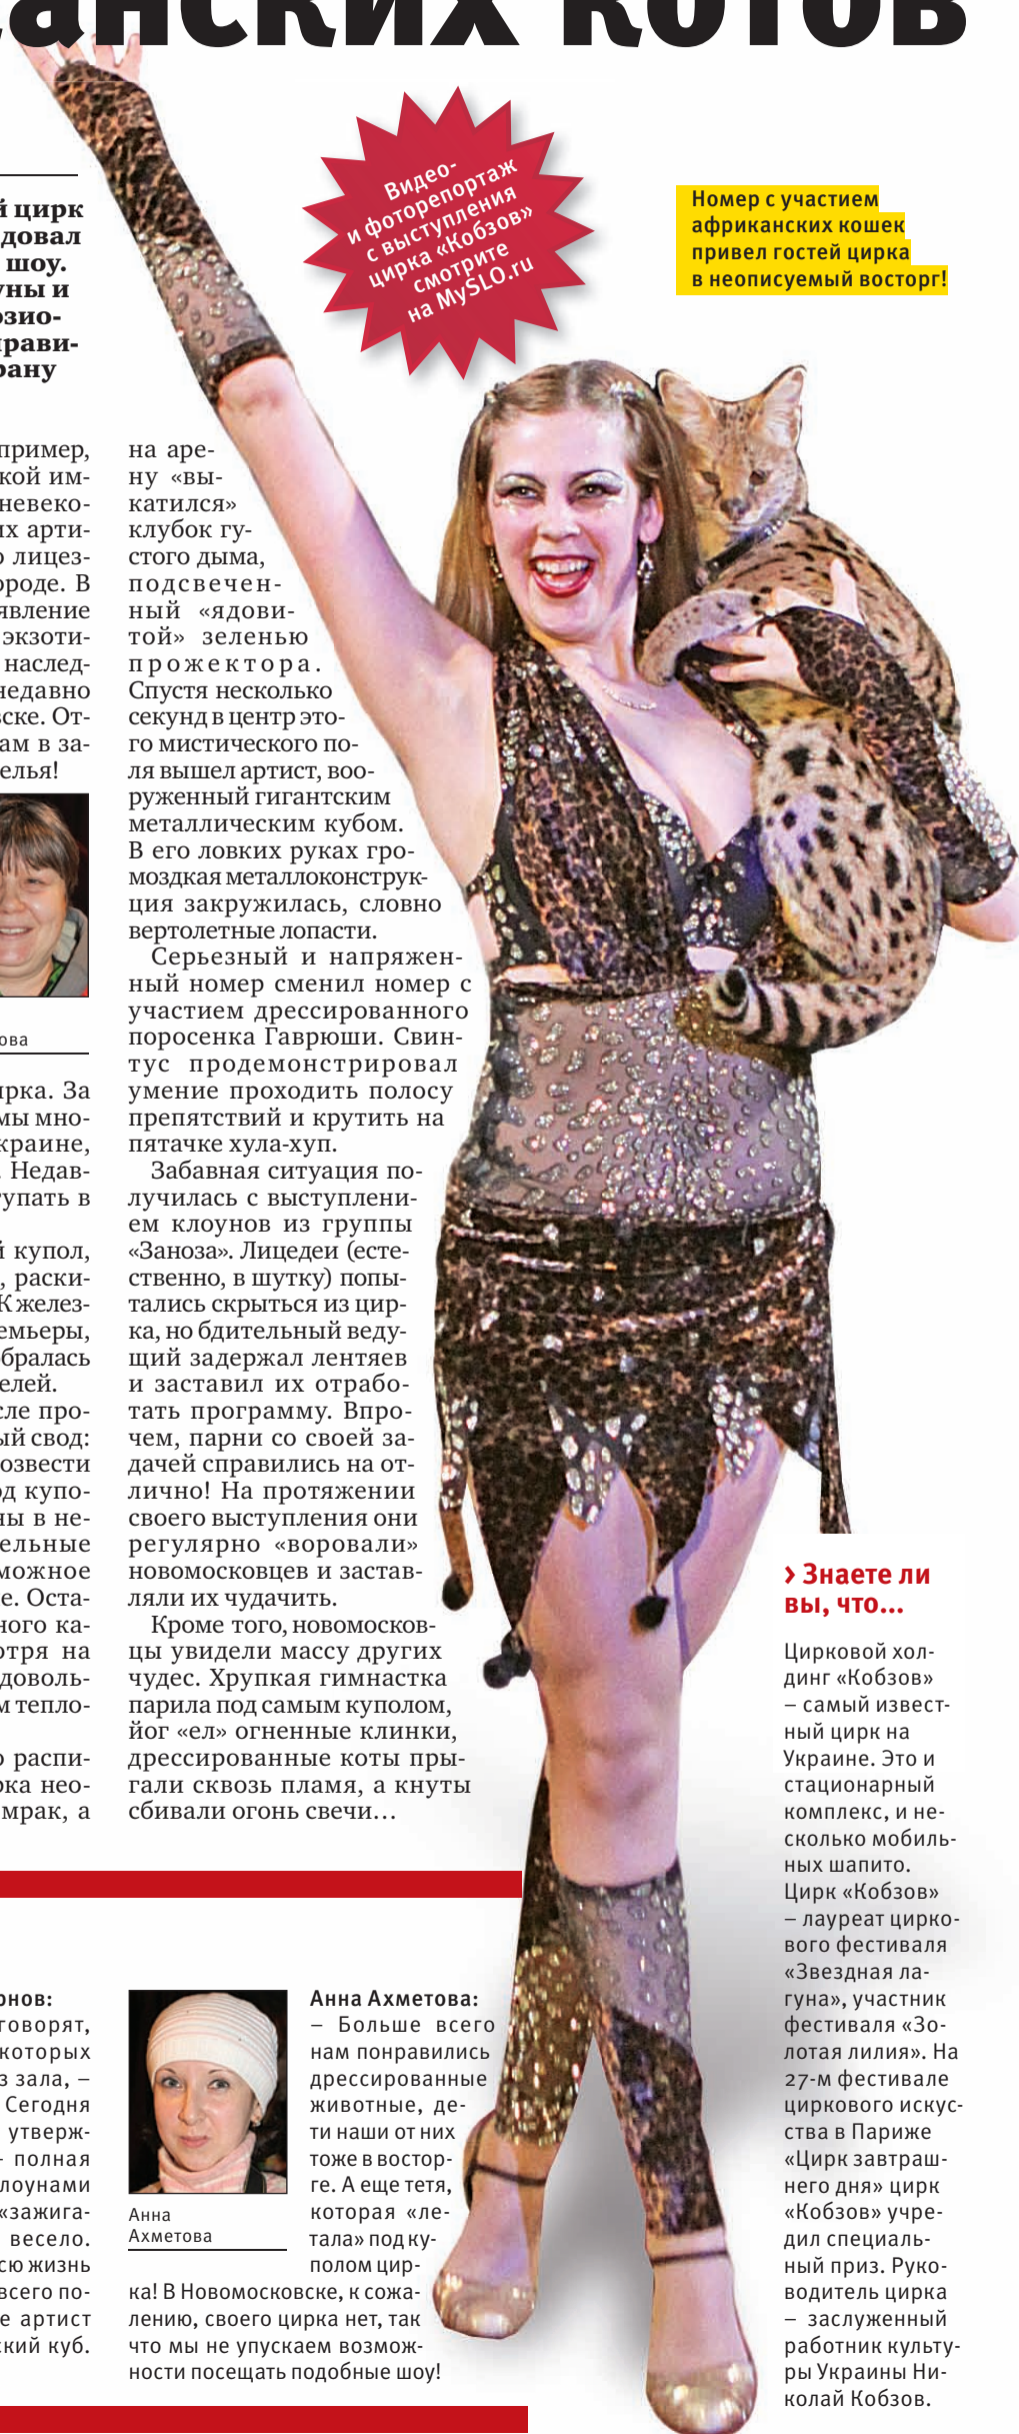 анских котов
й цирк
довал
шоу.
уны и
озио-
прави-
рану
пример,
кой им-
невеко-
их арти-
о лицез-
ороде. В
явление
экзоти-
наслед-
недавно
вске. От-
ам в за-
елья!
ова
ирка. За
мы мно-
краине,
. Недав-
тупать в
й купол,
, раски-
К желез-
емьеры,
обралась
елей.
сле про-
ый свод:
озвести
од купо-
ны в не-
ельные
можное
е. Оста-
ного ка-
отря на
доволь-
м тепло-
о распи-
рка нео-
мрак, а
на аре-
ну «вы-
катился»
клубок гу-
стого дыма,
подсвечен-
ный «ядови-
той» зеленью
прожектора.
Спустя несколько
секунд в центр это-
го мистического по-
ля вышел артист, воо-
руженный гигантским
металлическим кубом.
В его ловких руках гро-
моздкая металлоконструк-
ция закружилась, словно
вертолетные лопасти.
Серьезный и напряжен-
ный номер сменил номер с
участием дрессированного
поросенка Гаврюши. Свин-
тус продемонстрировал
умение проходить полосу
препятствий и крутить на
пятачке хула-хуп.
Забавная ситуация по-
лучилась с выступлени-
ем клоунов из группы
«Заноза». Лицедеи (есте-
ственно, в шутку) попы-
тались скрыться из цир-
ка, но бдительный веду-
щий задержал лентяев
и заставил их отрабо-
тать программу. Впро-
чем, парни со своей за-
дачей справились на от-
лично! На протяжении
своего выступления они
регулярно «воровали»
новомосковцев и застав-
ляли их чудачить.
Кроме того, новомосков-
цы увидели массу других
чудес. Хрупкая гимнастка
парила под самым куполом,
йог «ел» огненные клинки,
дрессированные коты пры-
гали сквозь пламя, а кнуты
сбивали огонь свечи...
Видео-
и фоторепортаж
с выступления
цирка «Кобзов»
смотрите
на MySLO.ru
Номер с участием
африканских кошек
привел гостей цирка
в неописуемый восторг!
› Знаете ли
вы, что...
Цирковой хол-
динг «Кобзов»
– самый извест-
ный цирк на
Украине. Это и
стационарный
комплекс, и не-
сколько мобиль-
ных шапито.
Цирк «Кобзов»
– лауреат цирко-
вого фестиваля
«Звездная ла-
гуна», участник
фестиваля «Зо-
лотая лилия». На
27-м фестивале
циркового искус-
ства в Париже
«Цирк завтраш-
него дня» цирк
«Кобзов» учре-
дил специаль-
ный приз. Руко-
водитель цирка
– заслуженный
работник культу-
ры Украины Ни-
колай Кобзов.
рнов:
говорят,
которых
з зала, –
Сегодня
утверж-
– полная
лоунами
«зажига-
весело.
сю жизнь
всего по-
е артист
ский куб.
Анна
Ахметова
Анна Ахметова:
– Больше всего
нам понравились
дрессированные
животные, де-
ти наши от них
тоже в востор-
ге. А еще тетя,
которая «ле-
тала» под ку-
полом цир-
ка! В Новомосковске, к сожа-
лению, своего цирка нет, так
что мы не упускаем возмож-
ности посещать подобные шоу!